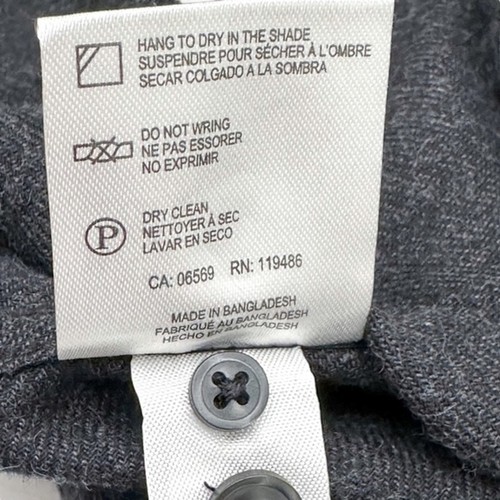 HANG TO DRY IN THE SHADE
SUSPENDRE POUR SÉCHER À L'OMBRE
SECAR COLGADO A LA SOMBRA
DO NOT WRING
NE PAS ESSORER
NO EXPRIMIR
P
DRY CLEAN
NETTOYER À SEC
LAVAR EN SECO
CA: 06569 RN: 119486
MADE IN BANGLADESH
FABRIQUÉ AU BANGLADESH
HECHO EN BANGLADESH